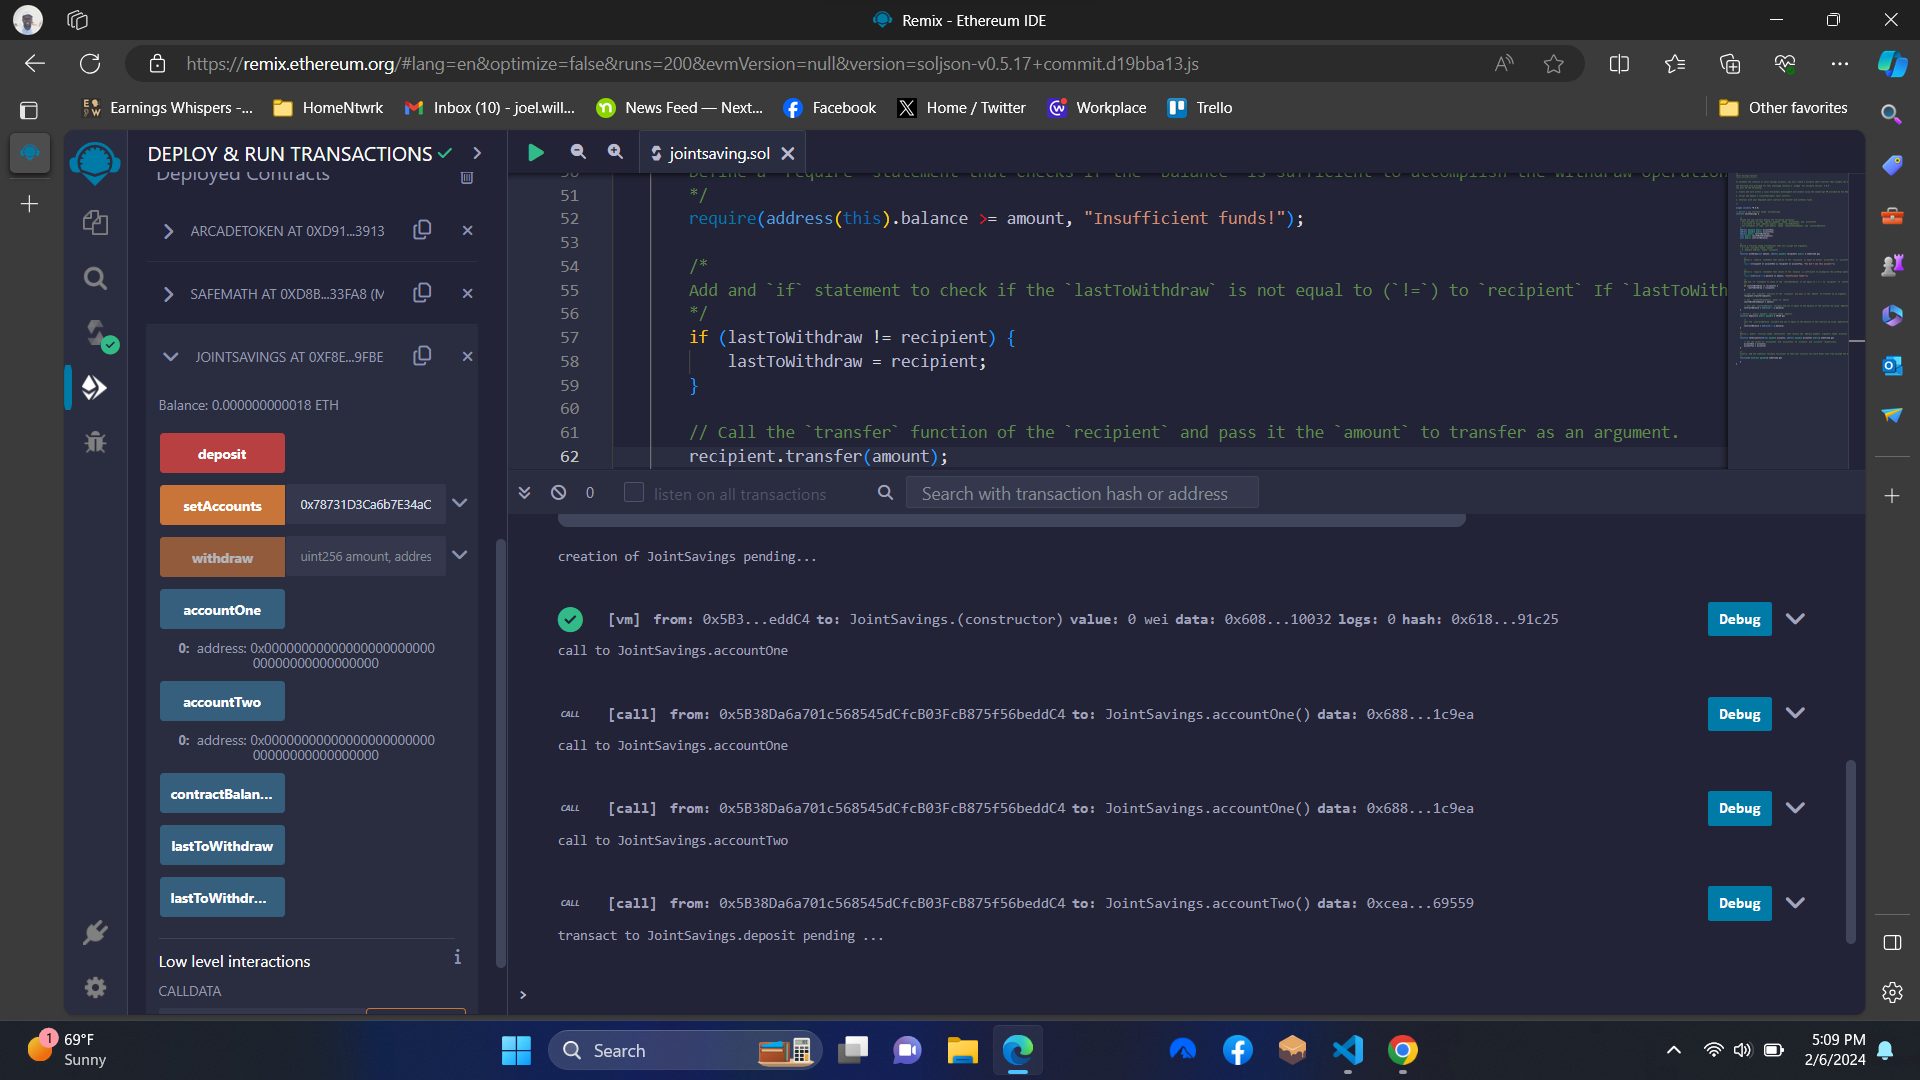 Remix - Ethereum IDE
https://remix.ethereum.org/#lang=en&optimize=false&runs=200&evmVersion=null&version=soljson-v0.5.17+commit.d19bba13.js
Earnings Whispers -...
HomeNtwrk
Inbox (10) - joel.will...
News Feed — Next...
Facebook
Home / Twitter
Workplace
Trello
Other favorites
DEPLOY & RUN TRANSACTIONS
Deployed Contracts
ARCADETOKEN AT 0XD91...3913
SAFEMATH AT 0XD8B...33FA8 (M
JOINTSAVINGS AT 0XF8E...9FBE
Balance: 0.000000000018 ETH
deposit
setAccounts 0x78731D3Ca6b7E34aC
withdraw uint256 amount, addres
accountOne
0: address: 0x00000000000000000000000
00000000000000000
accountTwo
0: address: 0x00000000000000000000000
00000000000000000
contractBalan...
lastToWithdraw
lastToWithdr...
Low level interactions
i
CALLDATA
jointsaving.sol
50 Define a `require` statement that checks if the `balance` is sufficient to accomplish the withdraw operation
51 */
52 require(address(this).balance >= amount, "Insufficient funds!");
53
54 /*
55 Add and `if` statement to check if the `lastToWithdraw` is not equal to (`!=`) to `recipient` If `lastToWith
56 */
57 if (lastToWithdraw != recipient) {
58 lastToWithdraw = recipient;
59 }
60
61 // Call the `transfer` function of the `recipient` and pass it the `amount` to transfer as an argument.
62 recipient.transfer(amount);
0 listen on all transactions Search with transaction hash or address
creation of JointSavings pending...
[vm] from: 0x5B3...eddC4 to: JointSavings.(constructor) value: 0 wei data: 0x608...10032 logs: 0 hash: 0x618...91c25 Debug
call to JointSavings.accountOne
CALL [call] from: 0x5B38Da6a701c568545dCfcB03FcB875f56beddC4 to: JointSavings.accountOne() data: 0x688...1c9ea Debug
call to JointSavings.accountOne
CALL [call] from: 0x5B38Da6a701c568545dCfcB03FcB875f56beddC4 to: JointSavings.accountOne() data: 0x688...1c9ea Debug
call to JointSavings.accountTwo
CALL [call] from: 0x5B38Da6a701c568545dCfcB03FcB875f56beddC4 to: JointSavings.accountTwo() data: 0xcea...69559 Debug
transact to JointSavings.deposit pending ...
>
1
69°F
Sunny
Search
5:09 PM
2/6/2024